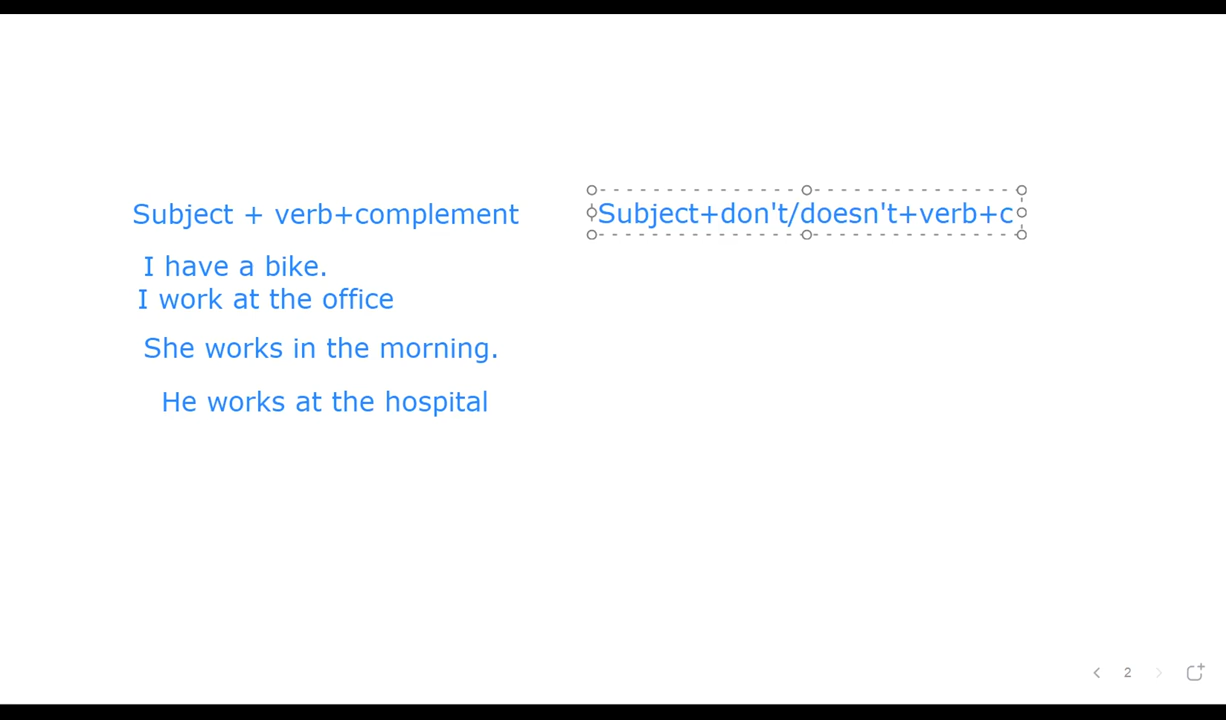 Subject + verb+complement
Subject+don't/doesn't+verb+c
I have a bike.
I work at the office
She works in the morning.
He works at the hospital
2